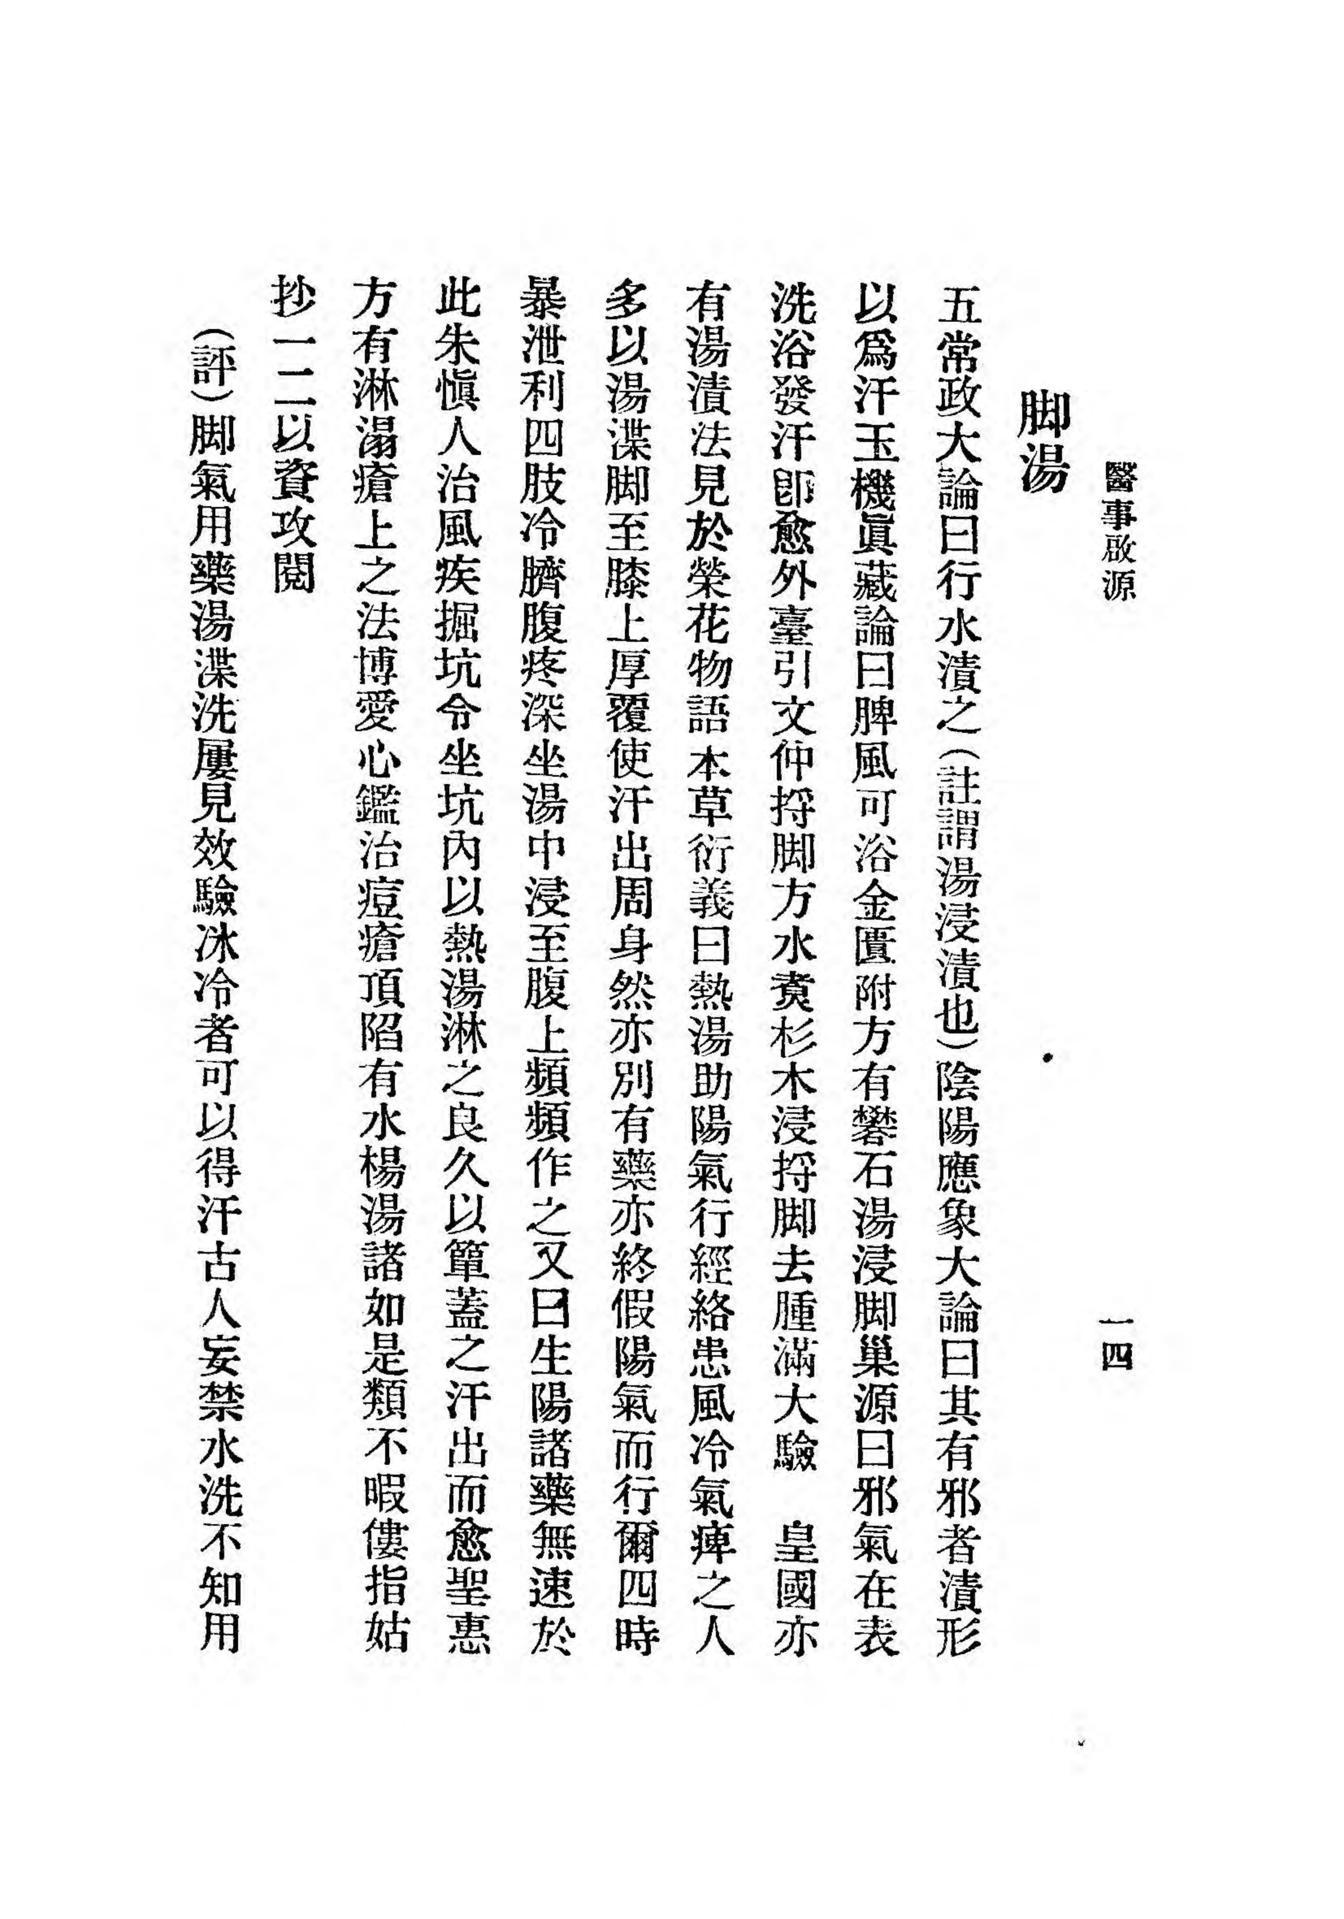 醫事啟源
一四
脚湯
五常政大論曰行水漬之(註謂湯浸漬也)陰陽應象大論曰其有邪者漬形
以爲汗玉機眞藏論曰脾風可浴金匱附方有礬石湯浸脚巢源曰邪氣在表
洗浴發汗卽愈外臺引文仲捋脚方水煑杉木浸捋脚去腫滿大驗　皇國亦
有湯漬法見於榮花物語本草衍義曰熱湯助陽氣行經絡患風冷氣痺之人
多以湯渫脚至膝上厚覆使汗出周身然亦別有藥亦終假陽氣而行爾四時
暴泄利四肢冷臍腹疼深坐湯中浸至腹上頻頻作之又曰生陽諸藥無速於
此朱愼人治風疾掘坑令坐坑內以熱湯淋之良久以簞蓋之汗出而愈聖惠
方有淋溻瘡上之法博愛心鑑治痘瘡頂陷有水楊湯諸如是類不暇僂指姑
抄一二以資攻閱
(評)脚氣用藥湯渫洗屢見效驗冰冷者可以得汗古人妄禁水洗不知用